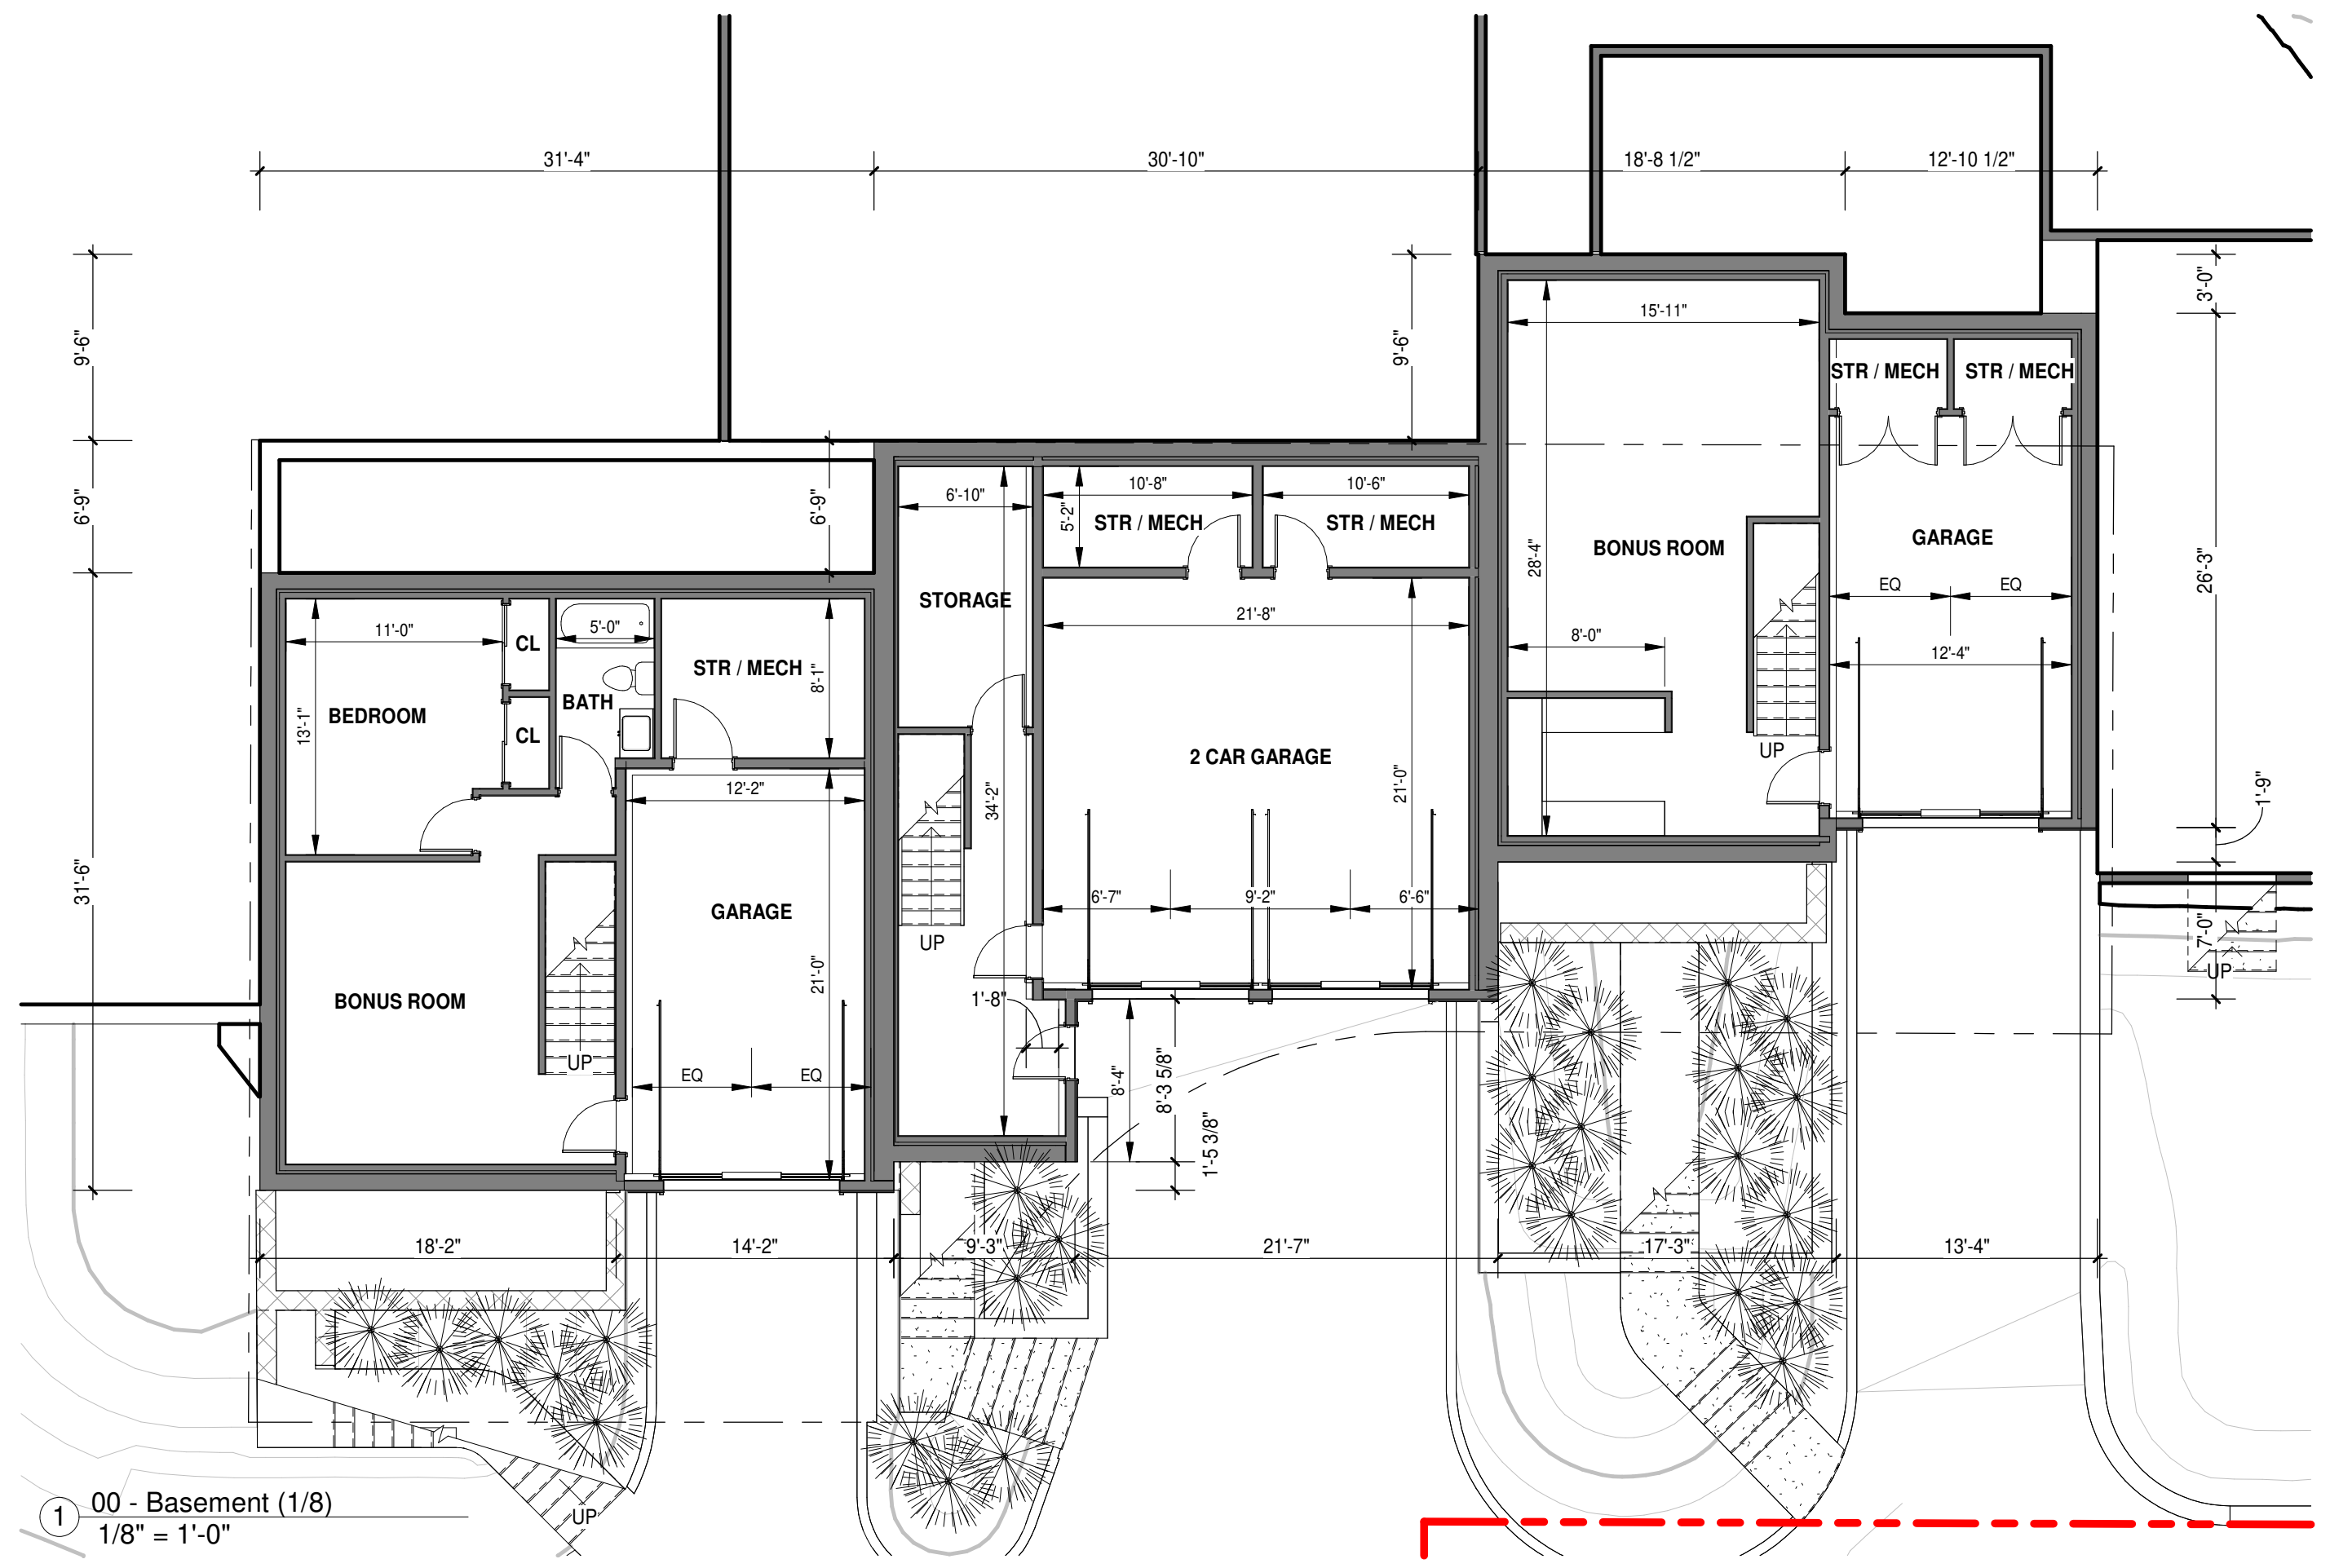 31'-4"
30'-10"
18'-8 1/2"
12'-10 1/2"
9'-6"
6'-9"
31'-6"
6'-9"
9'-6"
3'-0"
26'-3"
1'-9"
7'-0"
UP
15'-11"
28'-4"
BONUS ROOM
8'-0"
UP
STR / MECH
STR / MECH
GARAGE
EQ
EQ
12'-4"
6'-10"
STORAGE
34'-2"
UP
1'-8"
10'-8"
5'-2"
STR / MECH
10'-6"
STR / MECH
21'-8"
2 CAR GARAGE
21'-0"
6'-7"
9'-2"
6'-6"
8'-4"
8'-3 5/8"
1'-5 3/8"
11'-0"
13'-1"
BEDROOM
CL
CL
5'-0"
BATH
STR / MECH
8'-1"
12'-2"
GARAGE
21'-0"
EQ
EQ
BONUS ROOM
UP
18'-2"
14'-2"
9'-3"
21'-7"
17'-3"
13'-4"
UP
1
00 - Basement (1/8)
1/8" = 1'-0"